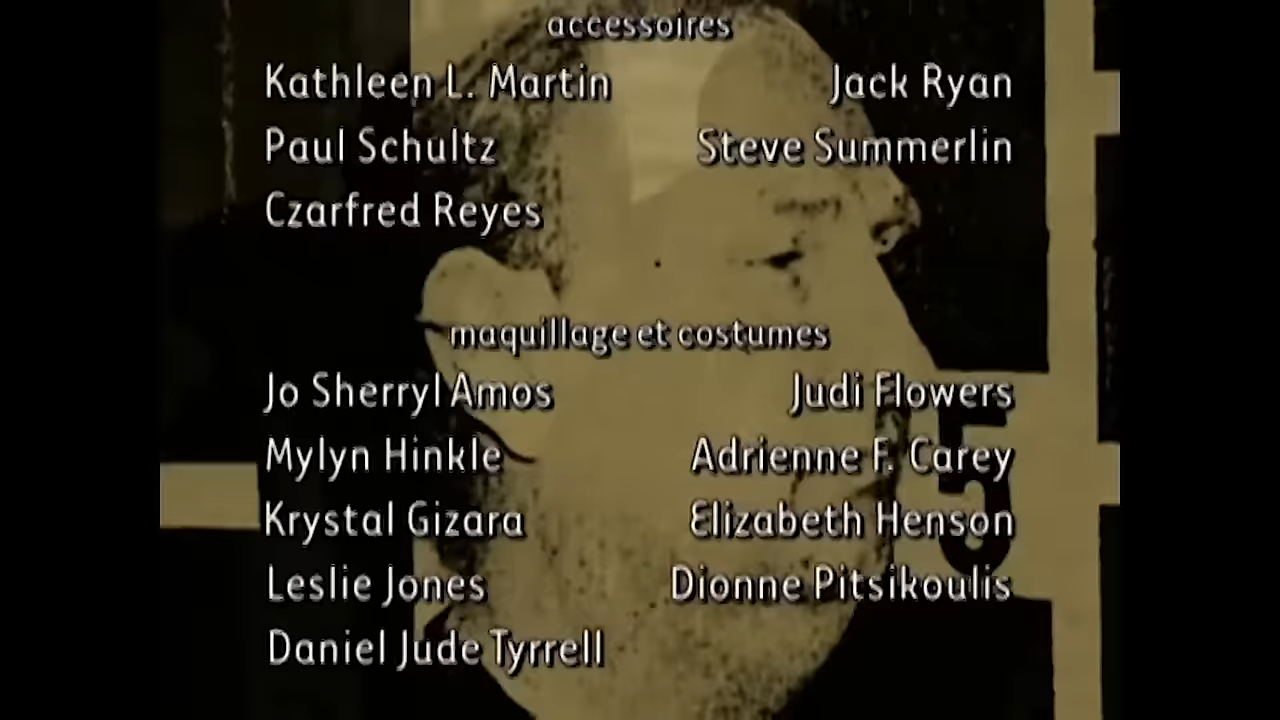 accessoires
Kathleen L. Martin Jack Ryan
Paul Schultz Steve Summerlin
Czarfred Reyes
maquillage et costumes
Jo Sherryl Amos Judi Flowers
Mylyn Hinkle Adrienne F. Carey
Krystal Gizara Elizabeth Henson
Leslie Jones Dionne Pitsikoulis
Daniel Jude Tyrrell
5